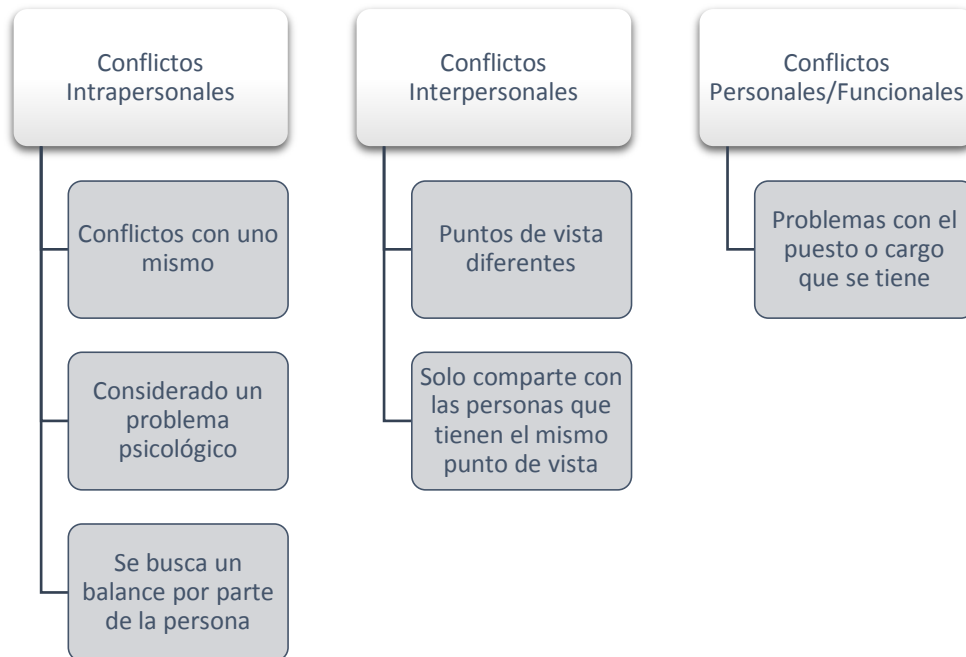 Conflictos
Intrapersonales
Conflictos con uno
mismo
Considerado un
problema
psicológico
Se busca un
balance por parte
de la persona
Conflictos
Interpersonales
Puntos de vista
diferentes
Solo comparte con
las personas que
tienen el mismo
punto de vista
Conflictos
Personales/Funcionales
Problemas con el
puesto o cargo
que se tiene